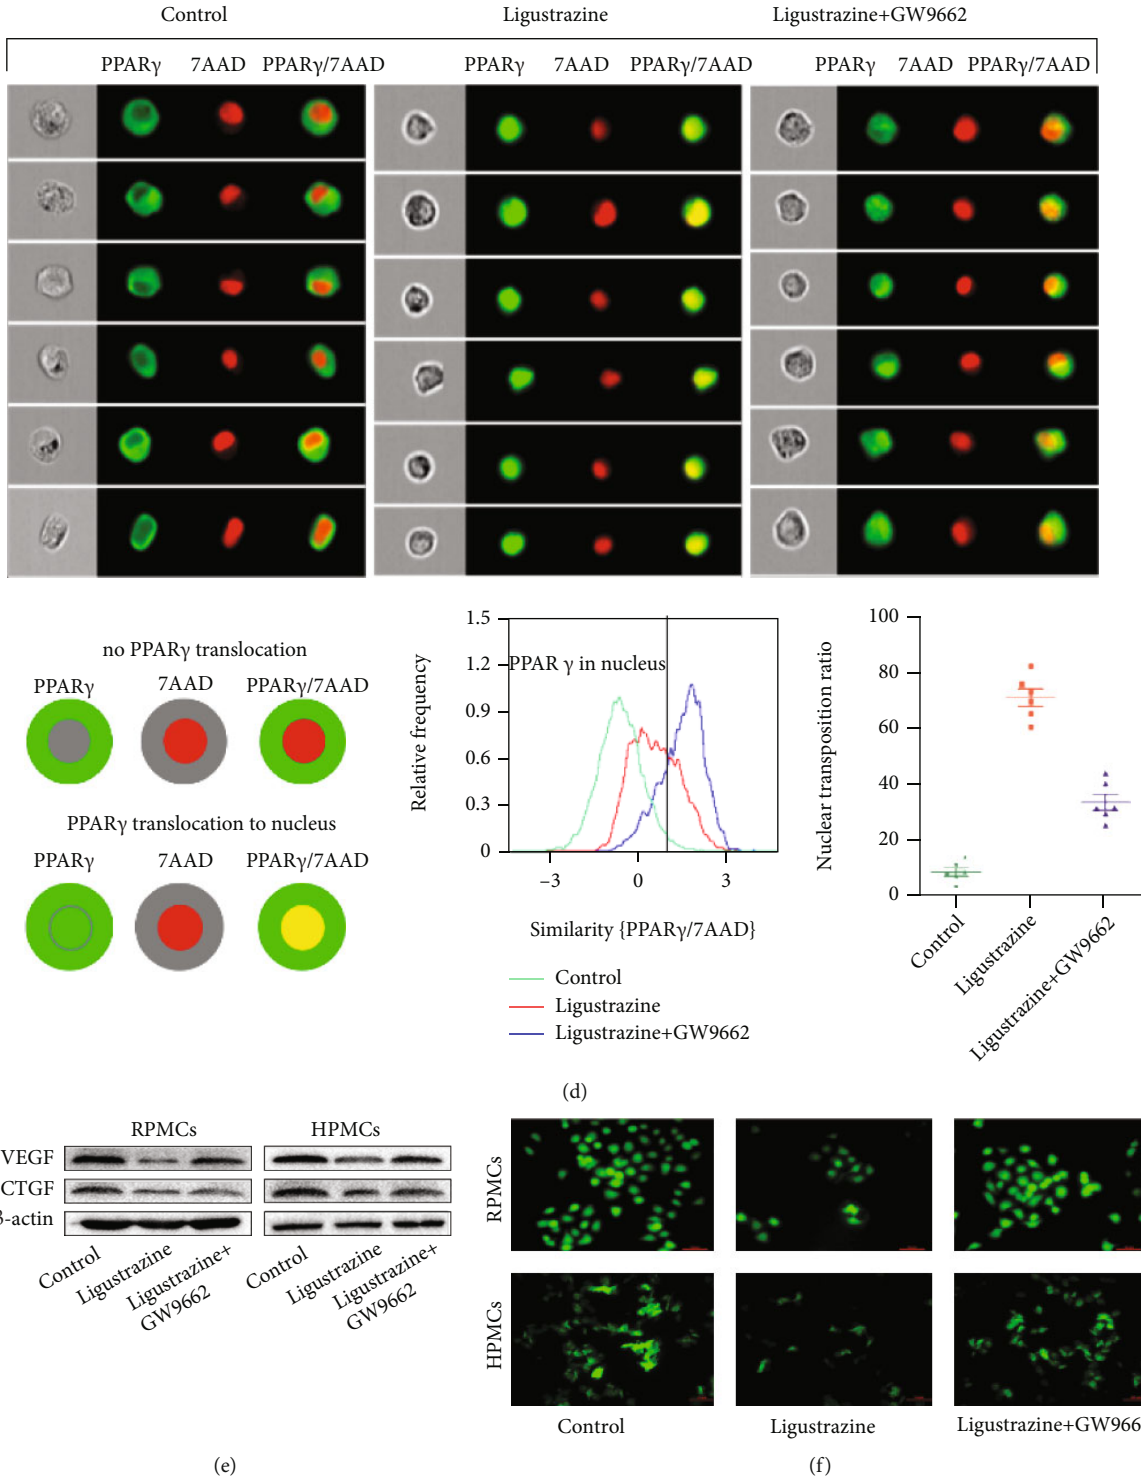 Control Ligustrazine Ligustrazine+GW9662
PPARγ 7AAD PPARγ/7AAD PPARγ 7AAD PPARγ/7AAD PPARγ 7AAD PPARγ/7AAD
no PPARγ translocation
PPARγ 7AAD PPARγ/7AAD
PPARγ translocation to nucleus
PPARγ 7AAD PPARγ/7AAD
Relative frequency
1.5
1.2
0.9
0.6
0.3
0
PPAR γ in nucleus
−3 0 3
Similarity {PPARγ/7AAD}
Control
Ligustrazine
Ligustrazine+GW9662
Nuclear transposition ratio
100
80
60
40
20
0
Control
Ligustrazine
Ligustrazine+GW9662
(d)
RPMCs HPMCs
VEGF
CTGF
β-actin
Control
Ligustrazine
Ligustrazine+
GW9662
Control
Ligustrazine
Ligustrazine+
GW9662
(e)
RPMCs
HPMCs
Control Ligustrazine Ligustrazine+GW966
(f)